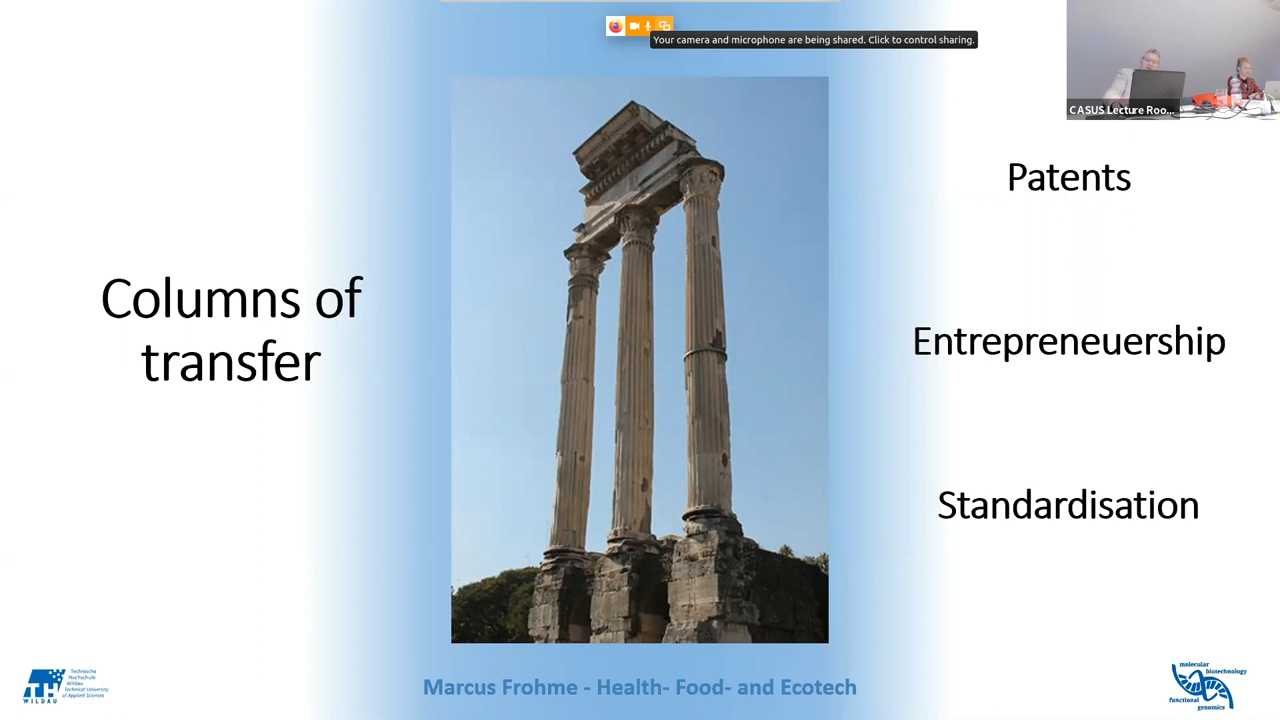 Your camera and microphone are being shared. Click to control sharing.
CASUS Lecture Roo...
Patents
Columns of
transfer
Entrepreneuership
Standardisation
Technische
Hochschule
Wildau
Technical University
of Applied Sciences
TH
WILDAU
Marcus Frohme - Health- Food- and Ecotech
molecular
biotechnology
functional
genomics